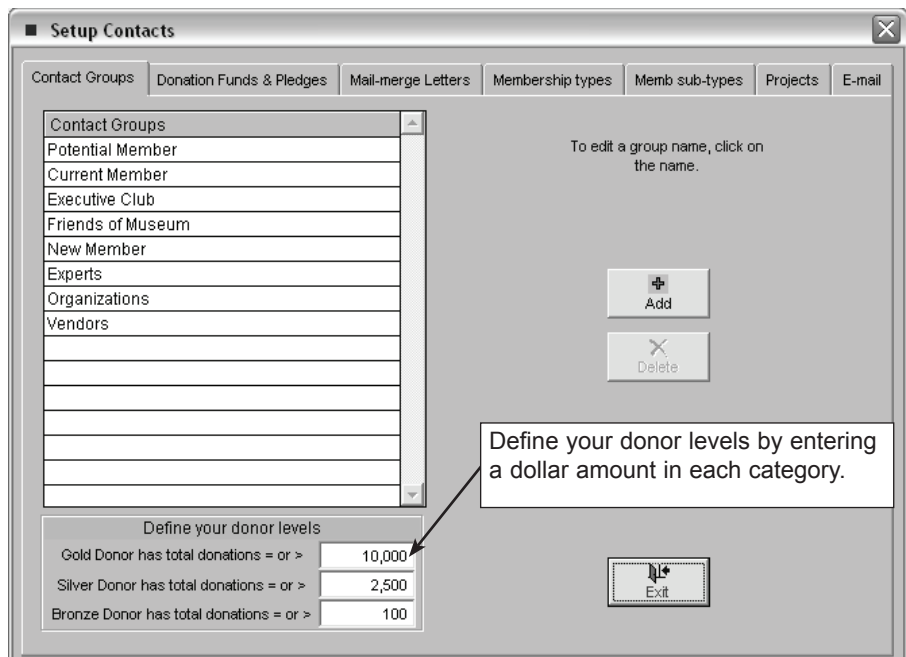 Setup Contacts
Contact Groups Donation Funds & Pledges Mail-merge Letters Membership types Memb sub-types Projects E-mail
Contact Groups
Potential Member
Current Member
Executive Club
Friends of Museum
New Member
Experts
Organizations
Vendors
To edit a group name, click on
the name.
Add
Delete
Define your donor levels by entering
a dollar amount in each category.
Define your donor levels
Gold Donor has total donations = or > 10,000
Silver Donor has total donations = or > 2,500
Bronze Donor has total donations = or > 100
Exit